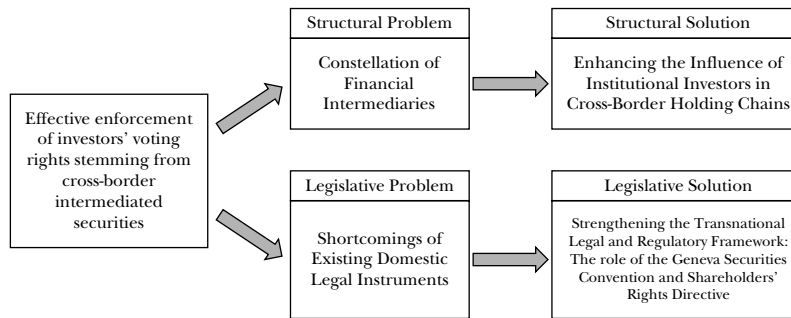 Effective enforcement
of investors' voting
rights stemming from
cross-border
intermediated
securities
Structural Problem
Constellation of
Financial
Intermediaries
Structural Solution
Enhancing the Influence of
Institutional Investors in
Cross-Border Holding Chains
Legislative Problem
Shortcomings of
Existing Domestic
Legal Instruments
Legislative Solution
Strengthening the Transnational
Legal and Regulatory Framework:
The role of the Geneva Securities
Convention and Shareholders'
Rights Directive